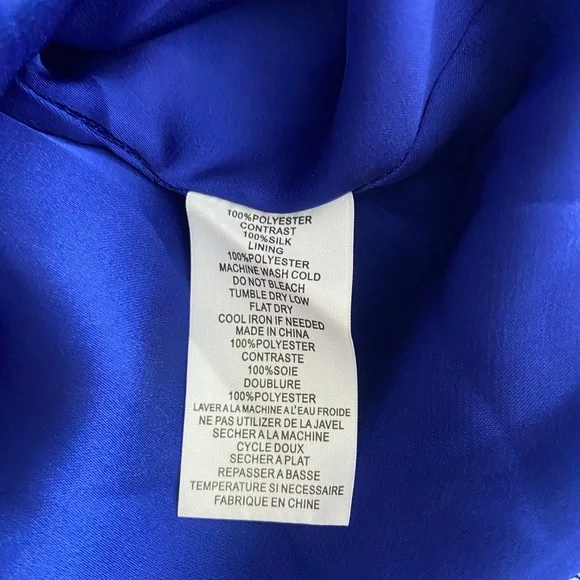 100%POLYESTER
CONTRAST
100%SILK
LINING
100%POLYESTER
MACHINE WASH COLD
DO NOT BLEACH
TUMBLE DRY LOW
FLAT DRY
COOL IRON IF NEEDED
MADE IN CHINA
100%POLYESTER
CONTRASTE
100%SOIE
DOUBLURE
100%POLYESTER
LAVER A LA MACHINE A L'EAU FROIDE
NE PAS UTILIZER DE LA JAVEL
SECHER A LA MACHINE
CYCLE DOUX
SECHER A PLAT
REPASSER A BASSE
TEMPERATURE SI NECESSAIRE
FABRIQUE EN CHINE